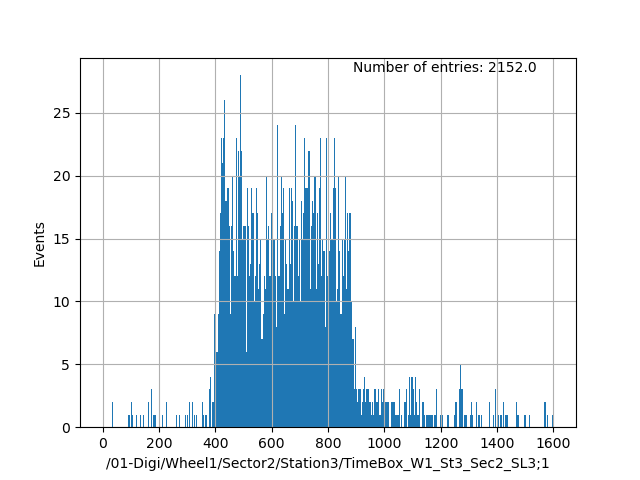 Number of entries: 2152.0
25
20
15
10
5
0
Events
0 200 400 600 800 1000 1200 1400 1600
/01-Digi/Wheel1/Sector2/Station3/TimeBox_W1_St3_Sec2_SL3;1